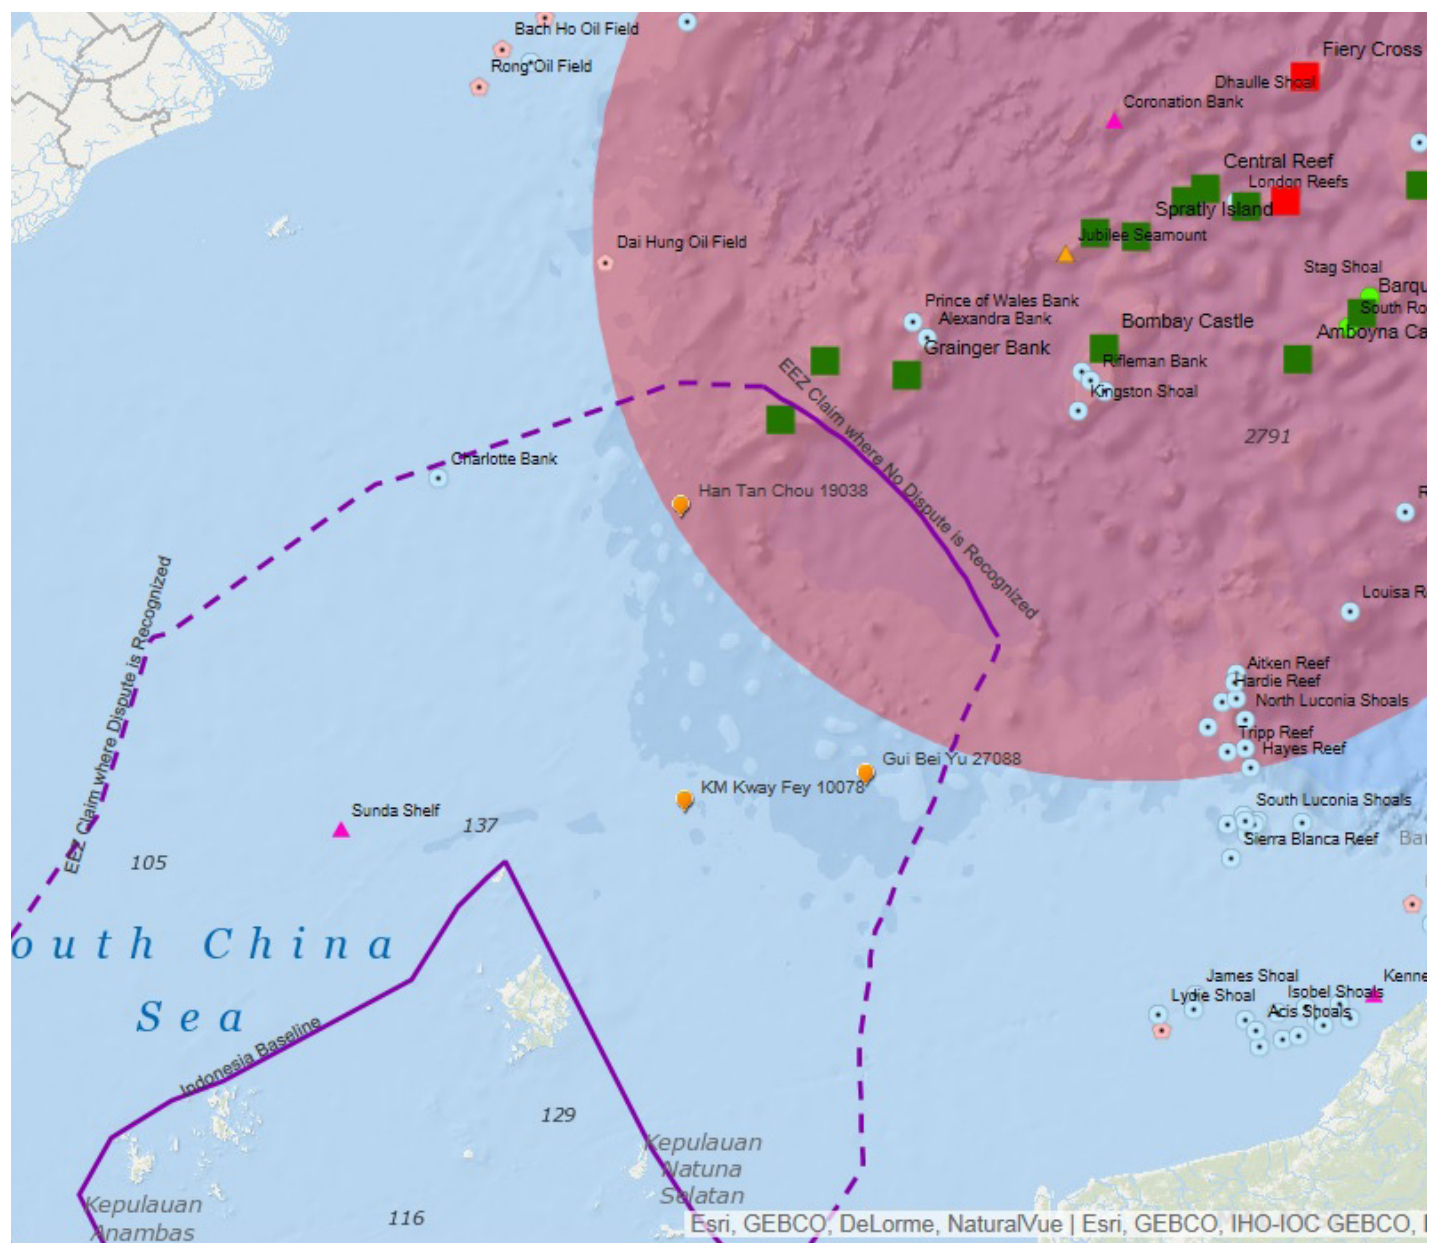 Bach Ho Oil Field
Fiery Cross
Rong Oil Field
Dhaulle Shoal
Coronation Bank
Central Reef
London Reefs
Spratly Island
Jubilee Seamount
Dai Hung Oil Field
Stag Shoal
Barqu
Prince of Wales Bank
South Ro
Alexandra Bank
Bombay Castle
Amboyna Ca
Grainger Bank
Rifleman Bank
Kingston Shoal
EEZ Claim where No Dispute is Recognized
2791
Charlotte Bank
Han Tan Chou 19038
R
EEZ Claim where Dispute is Recognized
Louisa R
Aitken Reef
Hardie Reef
North Luconia Shoals
Tripp Reef
Hayes Reef
Gui Bei Yu 27088
KM Kway Fey 10078
South Luconia Shoals
Sunda Shelf
137
Sierra Blanca Reef
Bar
105
outh China
Sea
James Shoal
Kenne
Lydie Shoal
Isobel Shoals
Acis Shoals
Indonesia Baseline
129
Kepulauan
Natuna
Selatan
Kepulauan
Anambas
116
Esri, GEBCO, DeLorme, NaturalVue | Esri, GEBCO, IHO-IOC GEBCO,